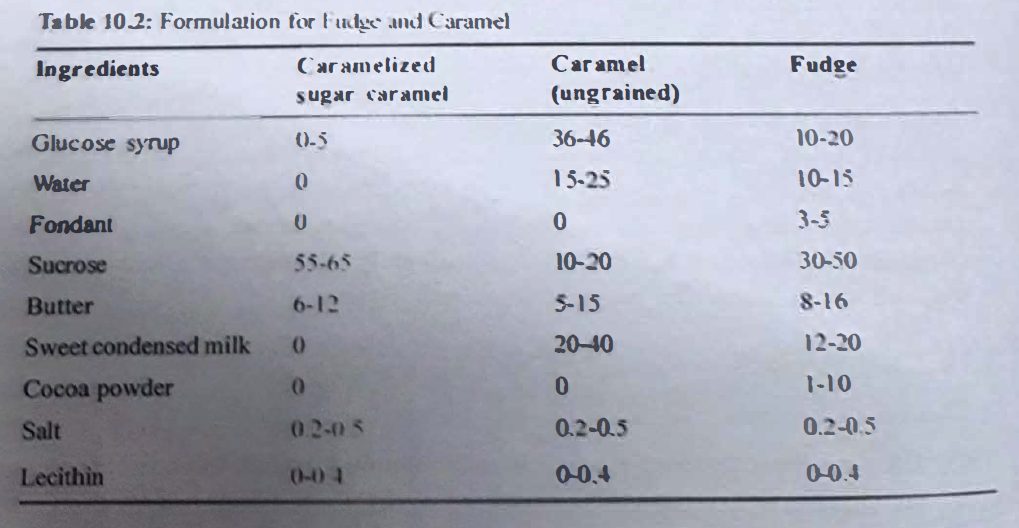 Table 10.2: Formulation for Fudge and Caramel
Ingredients Caramelized sugar caramel Caramel (ungrained) Fudge
Glucose syrup 0-5 36-46 10-20
Water 0 15-25 10-15
Fondant 0 0 3-5
Sucrose 55-65 10-20 30-50
Butter 6-12 5-15 8-16
Sweet condensed milk 0 20-40 12-20
Cocoa powder 0 0 1-10
Salt 0.2-0.5 0.2-0.5 0.2-0.5
Lecithin 0-0.4 0-0.4 0-0.4